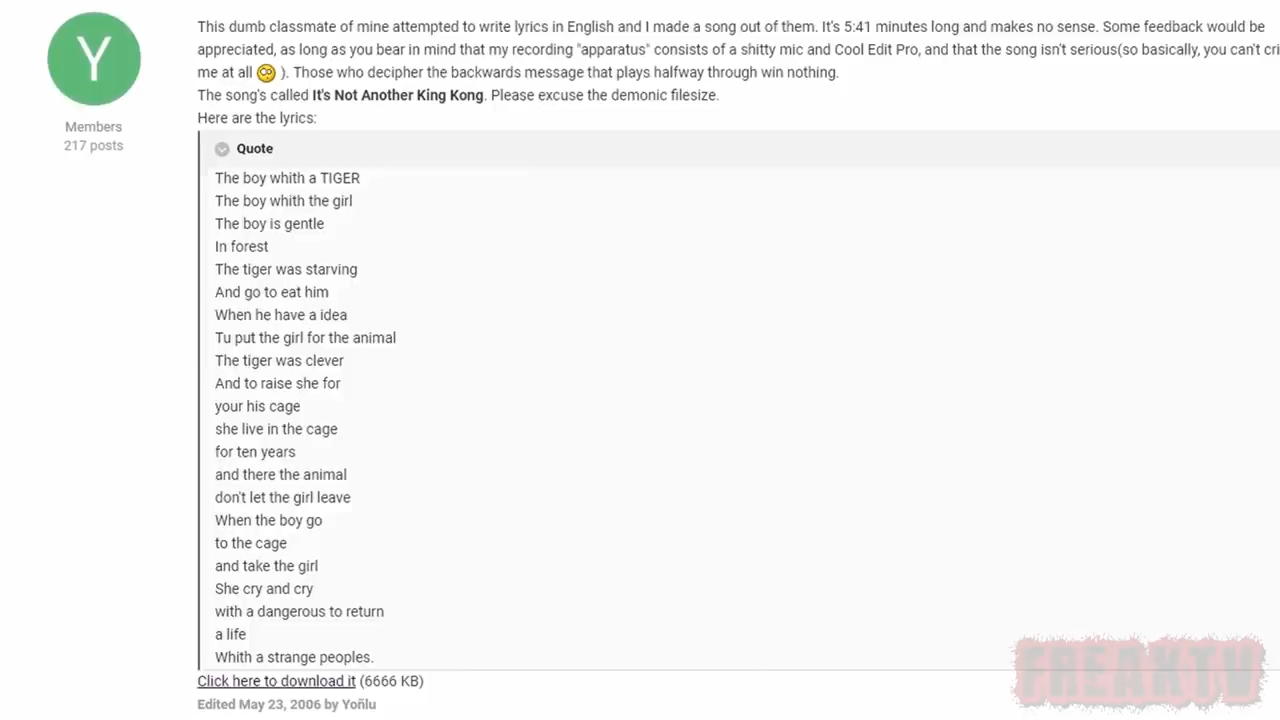 Y
Members
217 posts
This dumb classmate of mine attempted to write lyrics in English and I made a song out of them. It's 5:41 minutes long and makes no sense. Some feedback would be
appreciated, as long as you bear in mind that my recording "apparatus" consists of a shitty mic and Cool Edit Pro, and that the song isn't serious(so basically, you can't cri
me at all ). Those who decipher the backwards message that plays halfway through win nothing.
The song's called It's Not Another King Kong. Please excuse the demonic filesize.
Here are the lyrics:
Quote
The boy whith a TIGER
The boy whith the girl
The boy is gentle
In forest
The tiger was starving
And go to eat him
When he have a idea
Tu put the girl for the animal
The tiger was clever
And to raise she for
your his cage
she live in the cage
for ten years
and there the animal
don't let the girl leave
When the boy go
to the cage
and take the girl
She cry and cry
with a dangerous to return
a life
Whith a strange peoples.
Click here to download it (6666 KB)
Edited May 23, 2006 by Yoñlu
FREAKTV